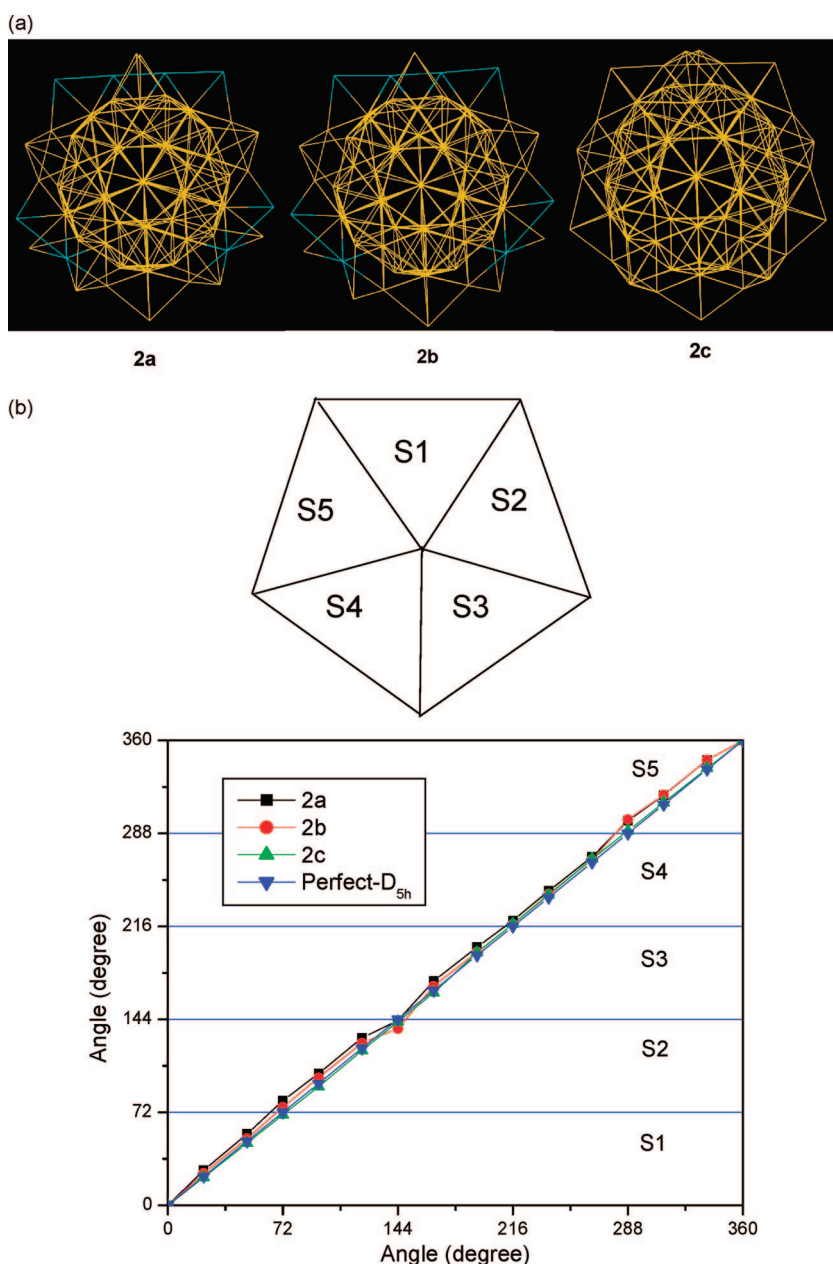 (a)
2a 2b 2c
(b)
S1
S5 S2
S4 S3
360
288
216
144
72
0
Angle (degree)
2a
2b
2c
Perfect-D5h
S5
S4
S3
S2
S1
0 72 144 216 288 360
Angle (degree)